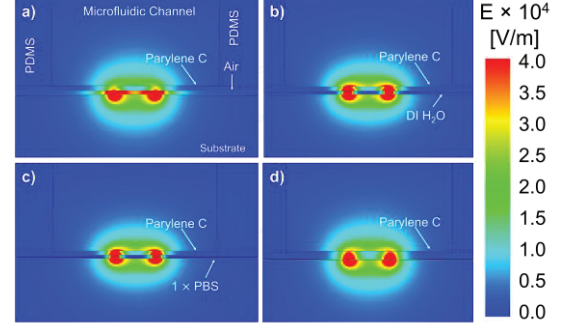 a)
Microfluidic Channel
PDMS
PDMS
Parylene C
Air
Substrate
b)
Parylene C
DI H₂O
c)
Parylene C
1 × PBS
d)
Parylene C
E × 10⁴
[V/m]
4.0
3.5
3.0
2.5
2.0
1.5
1.0
0.5
0.0